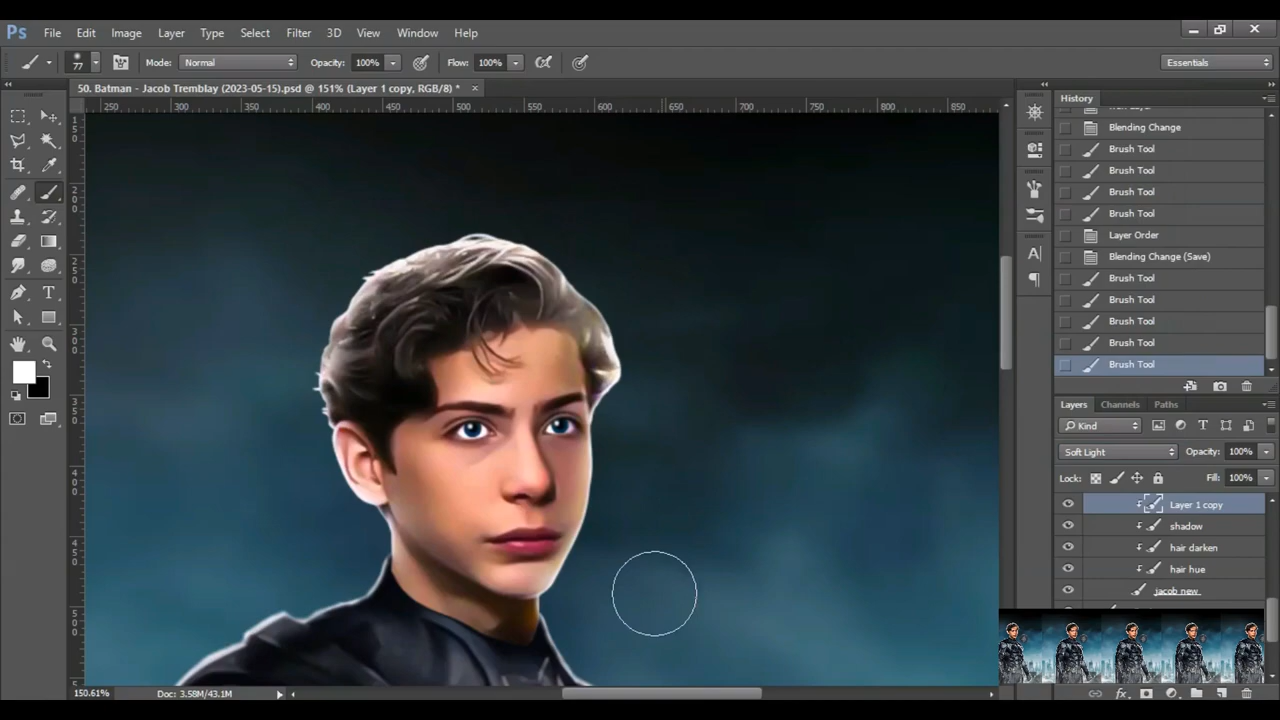 Ps File Edit Image Layer Type Select Filter 3D View Window Help
77 Mode: Normal Opacity: 100% Flow: 100% Essentials
50. Batman - Jacob Tremblay (2023-05-15).psd @ 151% (Layer 1 copy, RGB/8) *
250 300 350 400 450 500 550 600 650 700 750 800 850
History
Blending Change
Brush Tool
Brush Tool
Brush Tool
Brush Tool
Layer Order
Blending Change (Save)
Brush Tool
Brush Tool
Brush Tool
Brush Tool
Brush Tool
Layers Channels Paths
Kind
Soft Light Opacity: 100%
Lock: Fill: 100%
Layer 1 copy
shadow
hair darken
hair hue
jacob new
150.61% Doc: 3.58M/43.1M